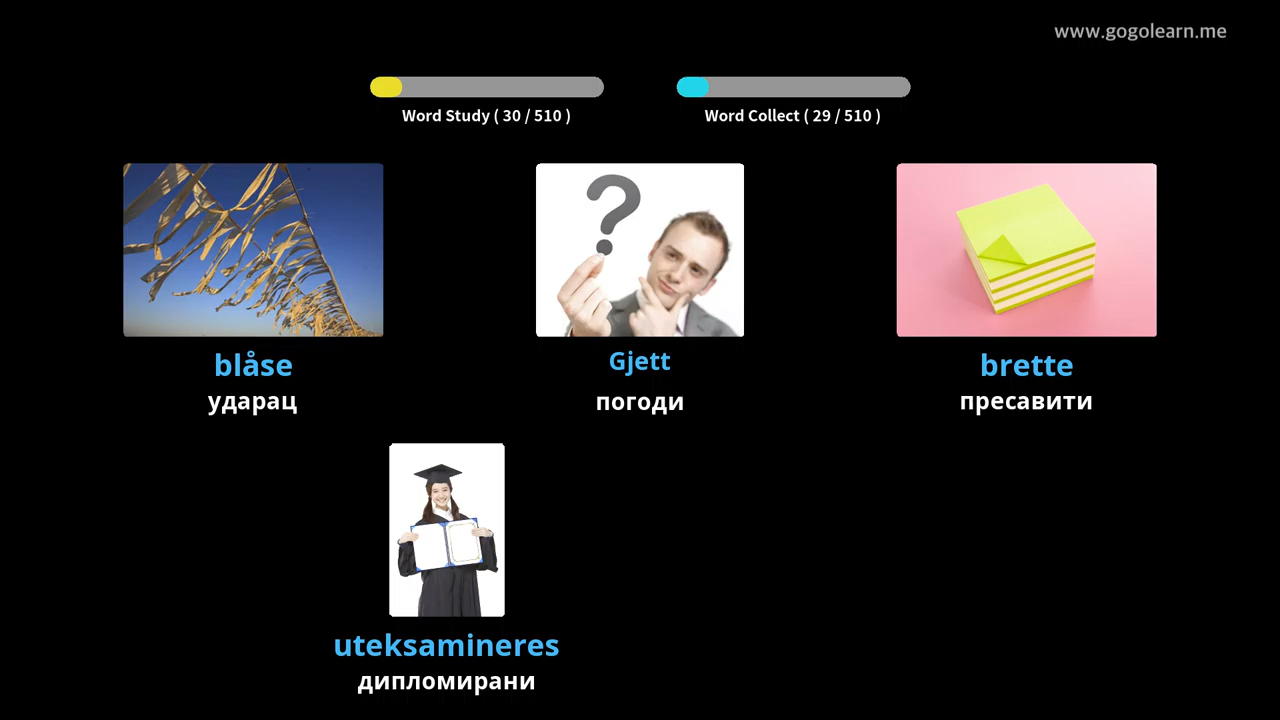 www.gogolearn.me
Word Study ( 30 / 510 )
Word Collect ( 29 / 510 )
blåse
ударац
Gjett
погоди
brette
пресавити
uteksamineres
дипломирани